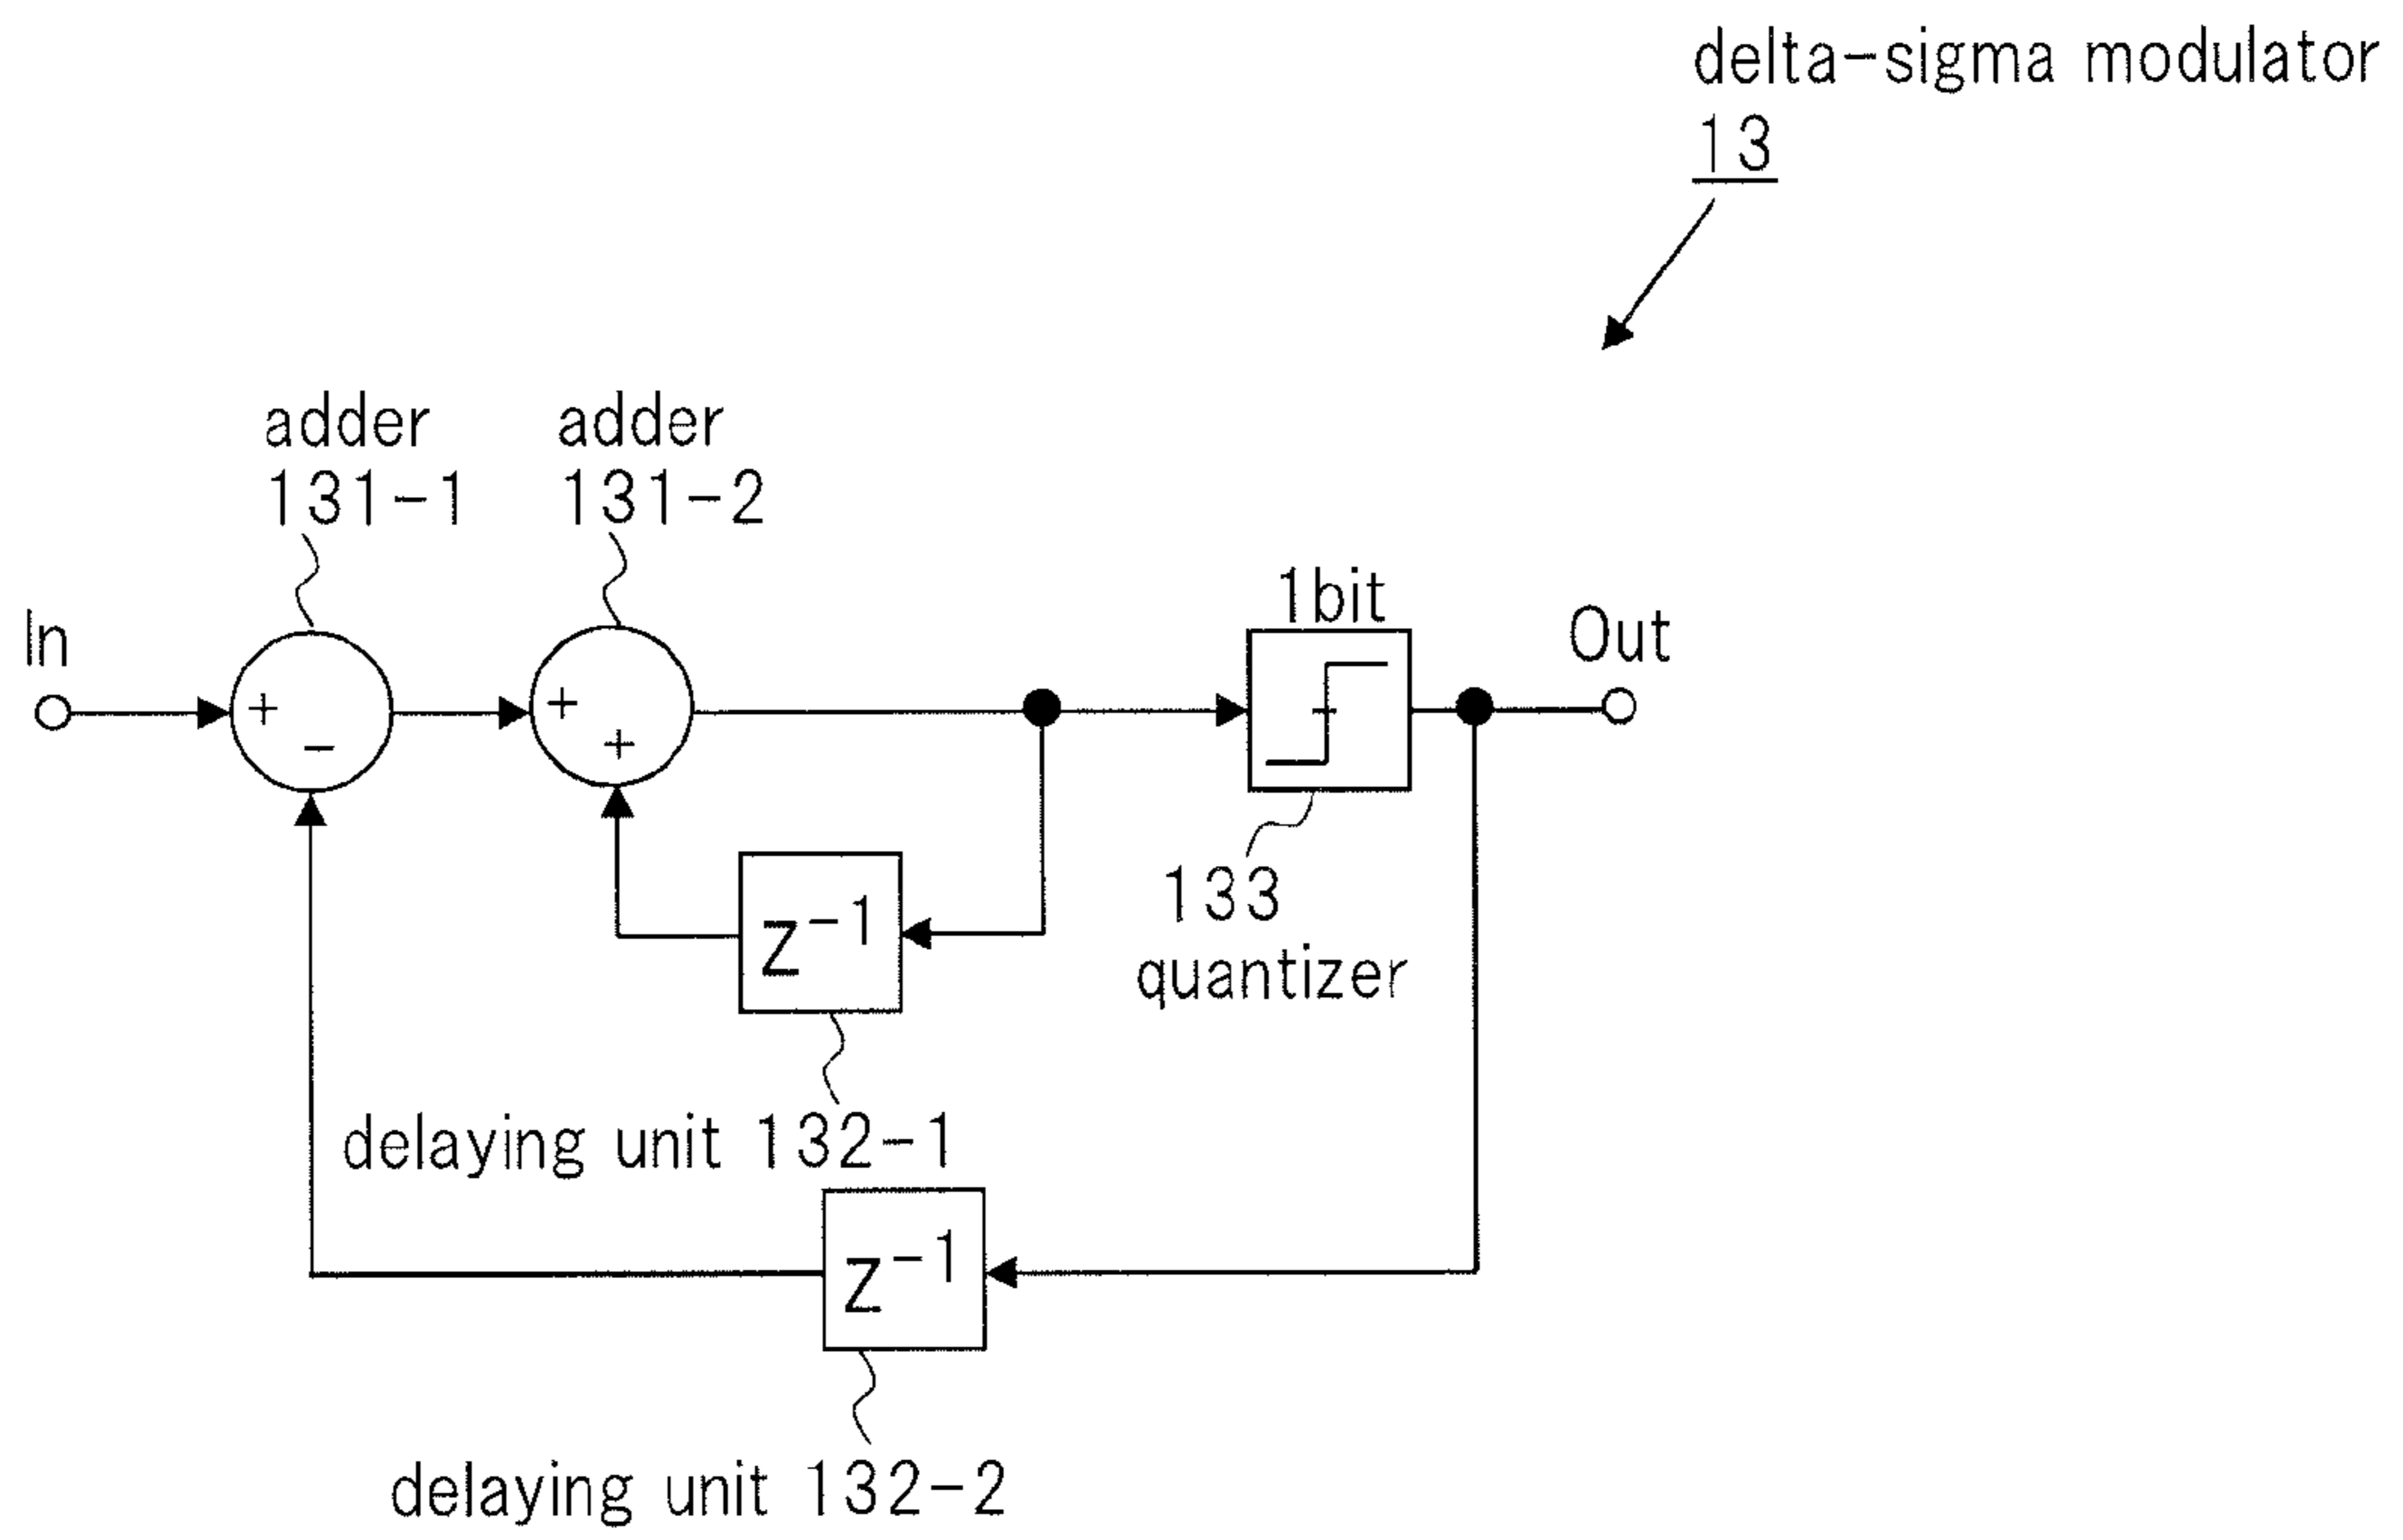 delta-sigma modulator
13
adder
131-1
adder
131-2
In
+
-
+
+
1bit
Out
133
quantizer
z⁻¹
delaying unit 132-1
z⁻¹
delaying unit 132-2